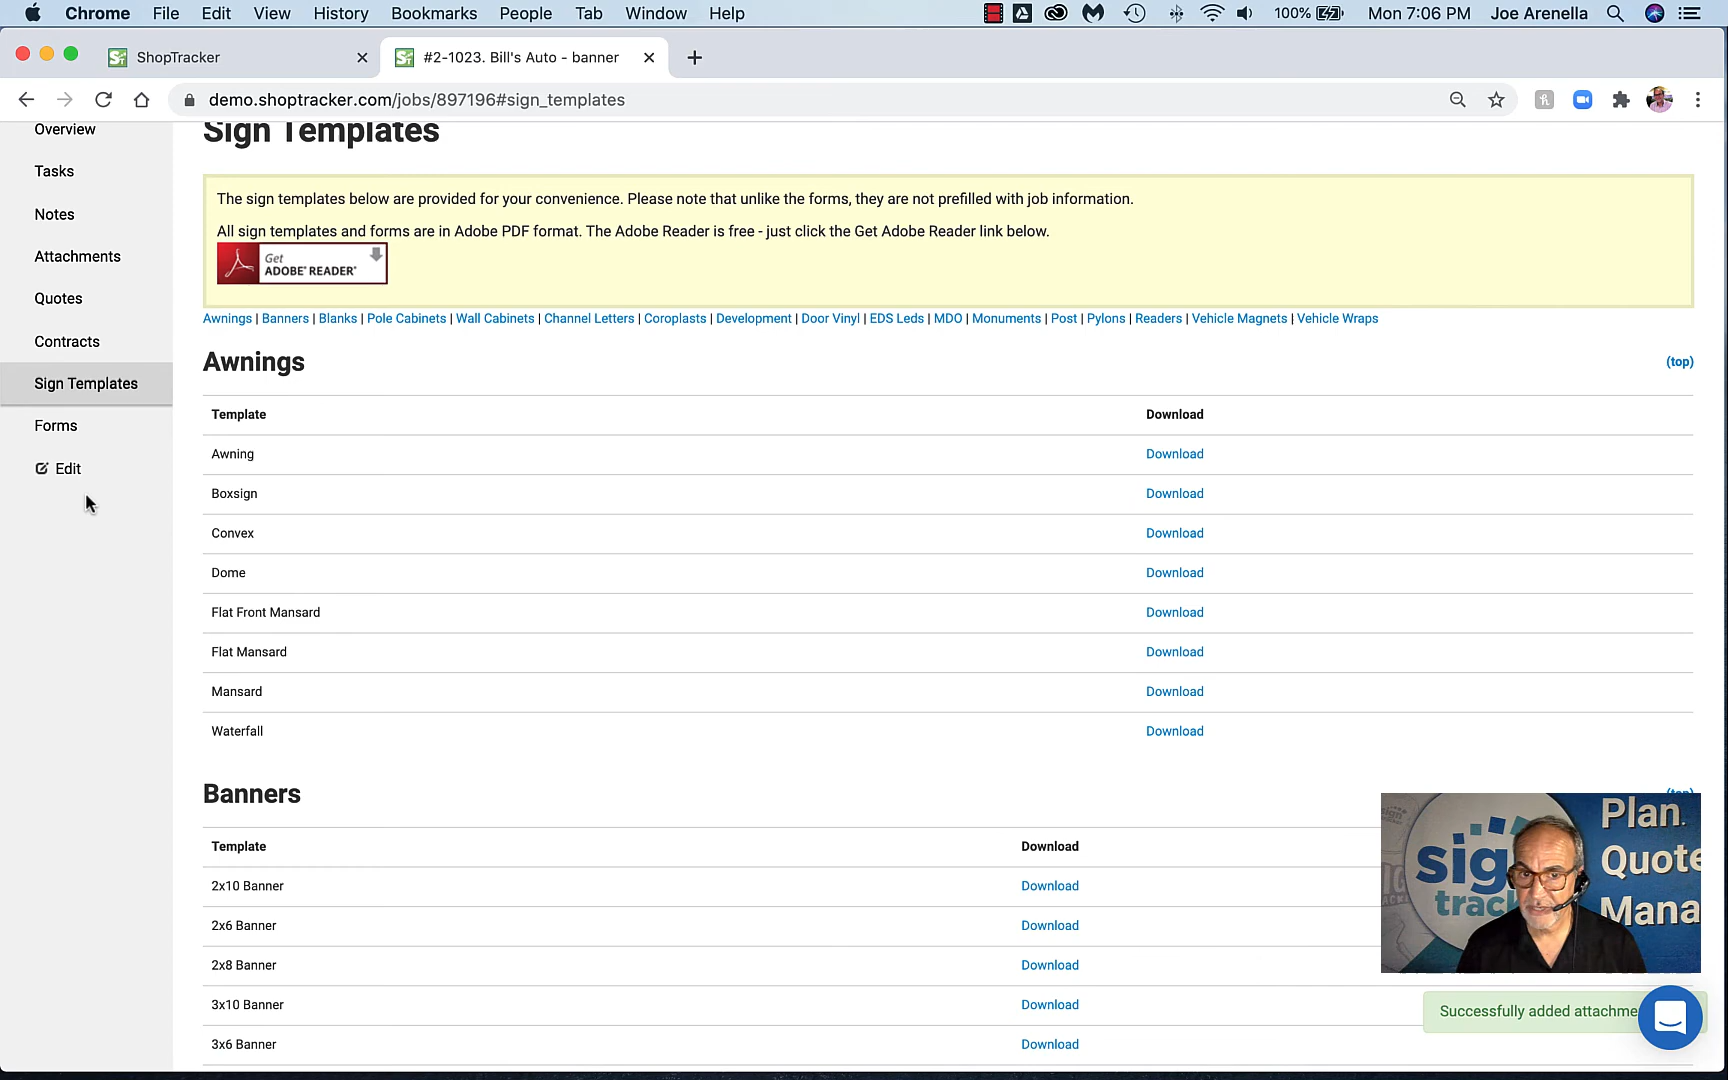 Chrome File Edit View History Bookmarks People Tab Window Help 100% Mon 7:06 PM Joe Arenella
ShopTracker #2-1023. Bill's Auto - banner
demo.shoptracker.com/jobs/897196#sign_templates
Overview
Tasks
Notes
Attachments
Quotes
Contracts
Sign Templates
Forms
Edit
Sign Templates
The sign templates below are provided for your convenience. Please note that unlike the forms, they are not prefilled with job information.
All sign templates and forms are in Adobe PDF format. The Adobe Reader is free - just click the Get Adobe Reader link below.
Get
ADOBE® READER®
Awnings | Banners | Blanks | Pole Cabinets | Wall Cabinets | Channel Letters | Coroplasts | Development | Door Vinyl | EDS Leds | MDO | Monuments | Post | Pylons | Readers | Vehicle Magnets | Vehicle Wraps
Awnings (top)
Template Download
Awning Download
Boxsign Download
Convex Download
Dome Download
Flat Front Mansard Download
Flat Mansard Download
Mansard Download
Waterfall Download
Banners
Template Download
2x10 Banner Download
2x6 Banner Download
2x8 Banner Download
3x10 Banner Download
3x6 Banner Download
Plan.
Quote
Mana
sig
trac
Successfully added attachme